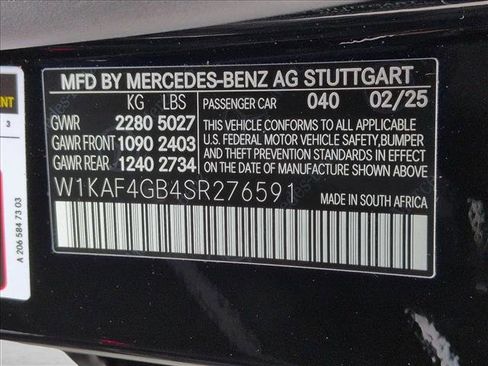 MFD BY MERCEDES-BENZ AG STUTTGART
KG LBS PASSENGER CAR 040 02/25
GVWR 2280 5027
GAWR FRONT 1090 2403
GAWR REAR 1240 2734
THIS VEHICLE CONFORMS TO ALL APPLICABLE
U.S. FEDERAL MOTOR VEHICLE SAFETY,BUMPER
AND THEFT PREVENTION STANDARDS IN EFFECT
ON THE DATE OF MANUFACTURE SHOWN ABOVE.
W1KAF4GB4SR276591
MADE IN SOUTH AFRICA
3
A 206 584 73 03